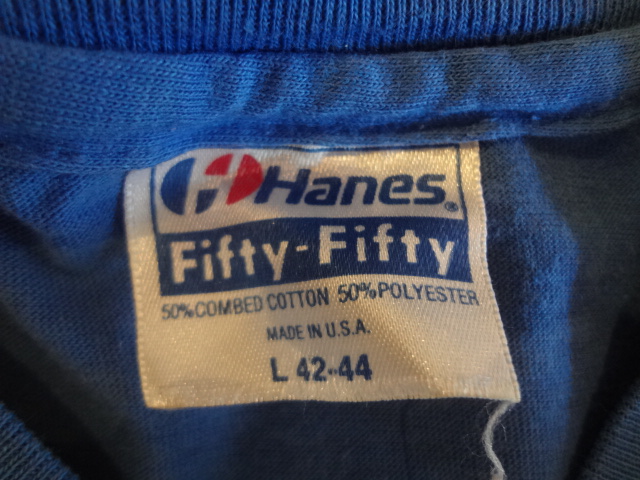 Hanes®
Fifty-Fifty
50% COMBED COTTON 50% POLYESTER
MADE IN U.S.A.
L 42-44